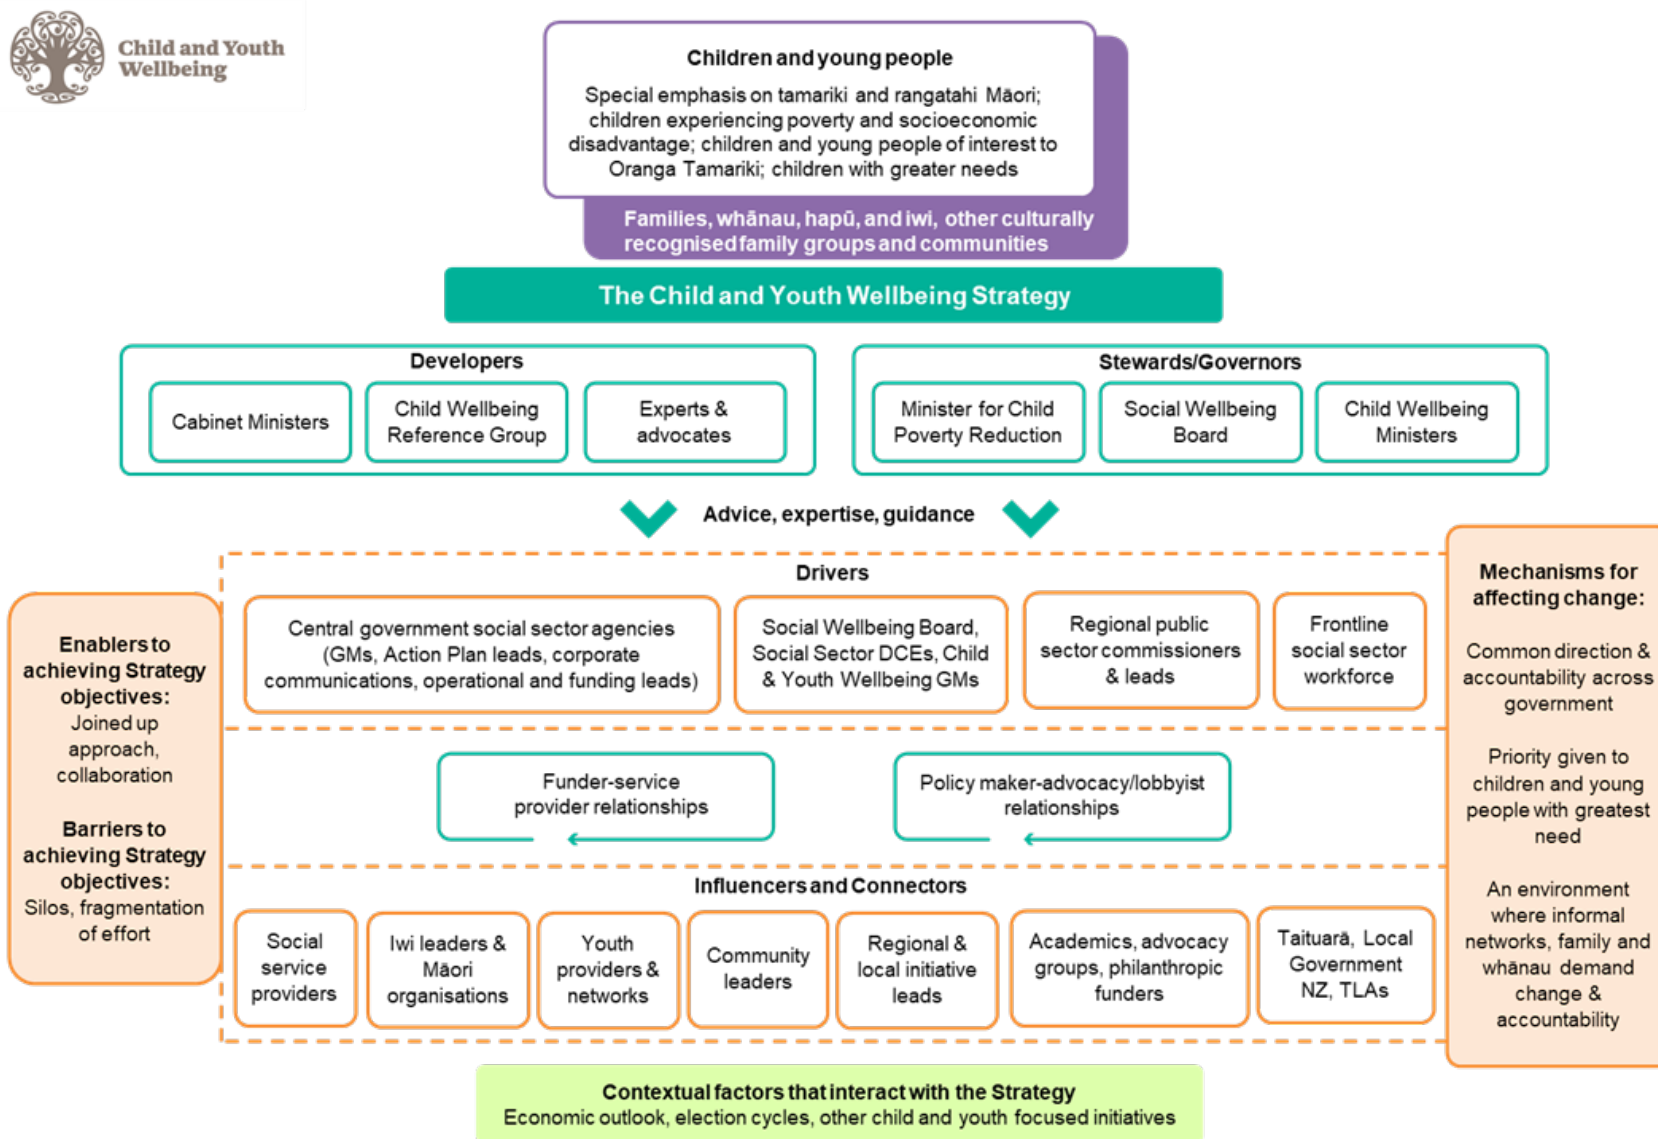 Child and Youth
Wellbeing
Children and young people
Special emphasis on tamariki and rangatahi Māori;
children experiencing poverty and socioeconomic
disadvantage; children and young people of interest to
Oranga Tamariki; children with greater needs
Families, whānau, hapū, and iwi, other culturally
recognised family groups and communities
The Child and Youth Wellbeing Strategy
Developers
Cabinet Ministers
Child Wellbeing
Reference Group
Experts &
advocates
Stewards/Governors
Minister for Child
Poverty Reduction
Social Wellbeing
Board
Child Wellbeing
Ministers
Advice, expertise, guidance
Enablers to
achieving Strategy
objectives:
Joined up
approach,
collaboration
Barriers to
achieving Strategy
objectives:
Silos, fragmentation
of effort
Drivers
Central government social sector agencies
(GMs, Action Plan leads, corporate
communications, operational and funding leads)
Social Wellbeing Board,
Social Sector DCEs, Child
& Youth Wellbeing GMs
Regional public
sector commissioners
& leads
Frontline
social sector
workforce
Funder-service
provider relationships
Policy maker-advocacy/lobbyist
relationships
Influencers and Connectors
Social
service
providers
Iwi leaders &
Māori
organisations
Youth
providers &
networks
Community
leaders
Regional &
local initiative
leads
Academics, advocacy
groups, philanthropic
funders
Taituarā, Local
Government
NZ, TLAs
Mechanisms for
affecting change:
Common direction &
accountability across
government
Priority given to
children and young
people with greatest
need
An environment
where informal
networks, family and
whānau demand
change &
accountability
Contextual factors that interact with the Strategy
Economic outlook, election cycles, other child and youth focused initiatives